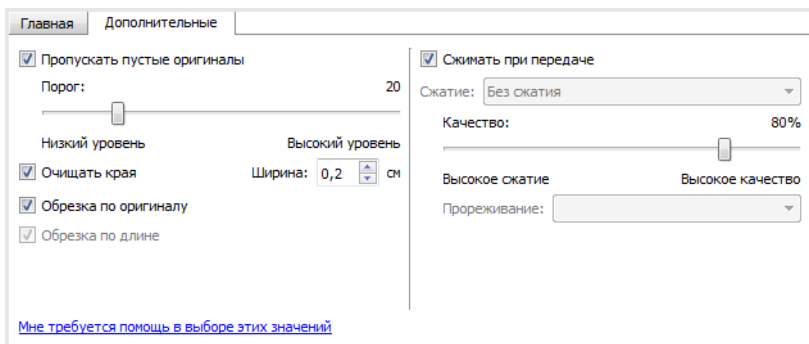 Главная Дополнительные
Пропускать пустые оригиналы
Порог: 20
Низкий уровень Высокий уровень
Очищать края Ширина: 0,2 см
Обрезка по оригиналу
Обрезка по длине
Сжимать при передаче
Сжатие: Без сжатия
Качество: 80%
Высокое сжатие Высокое качество
Прореживание:
Мне требуется помощь в выборе этих значений